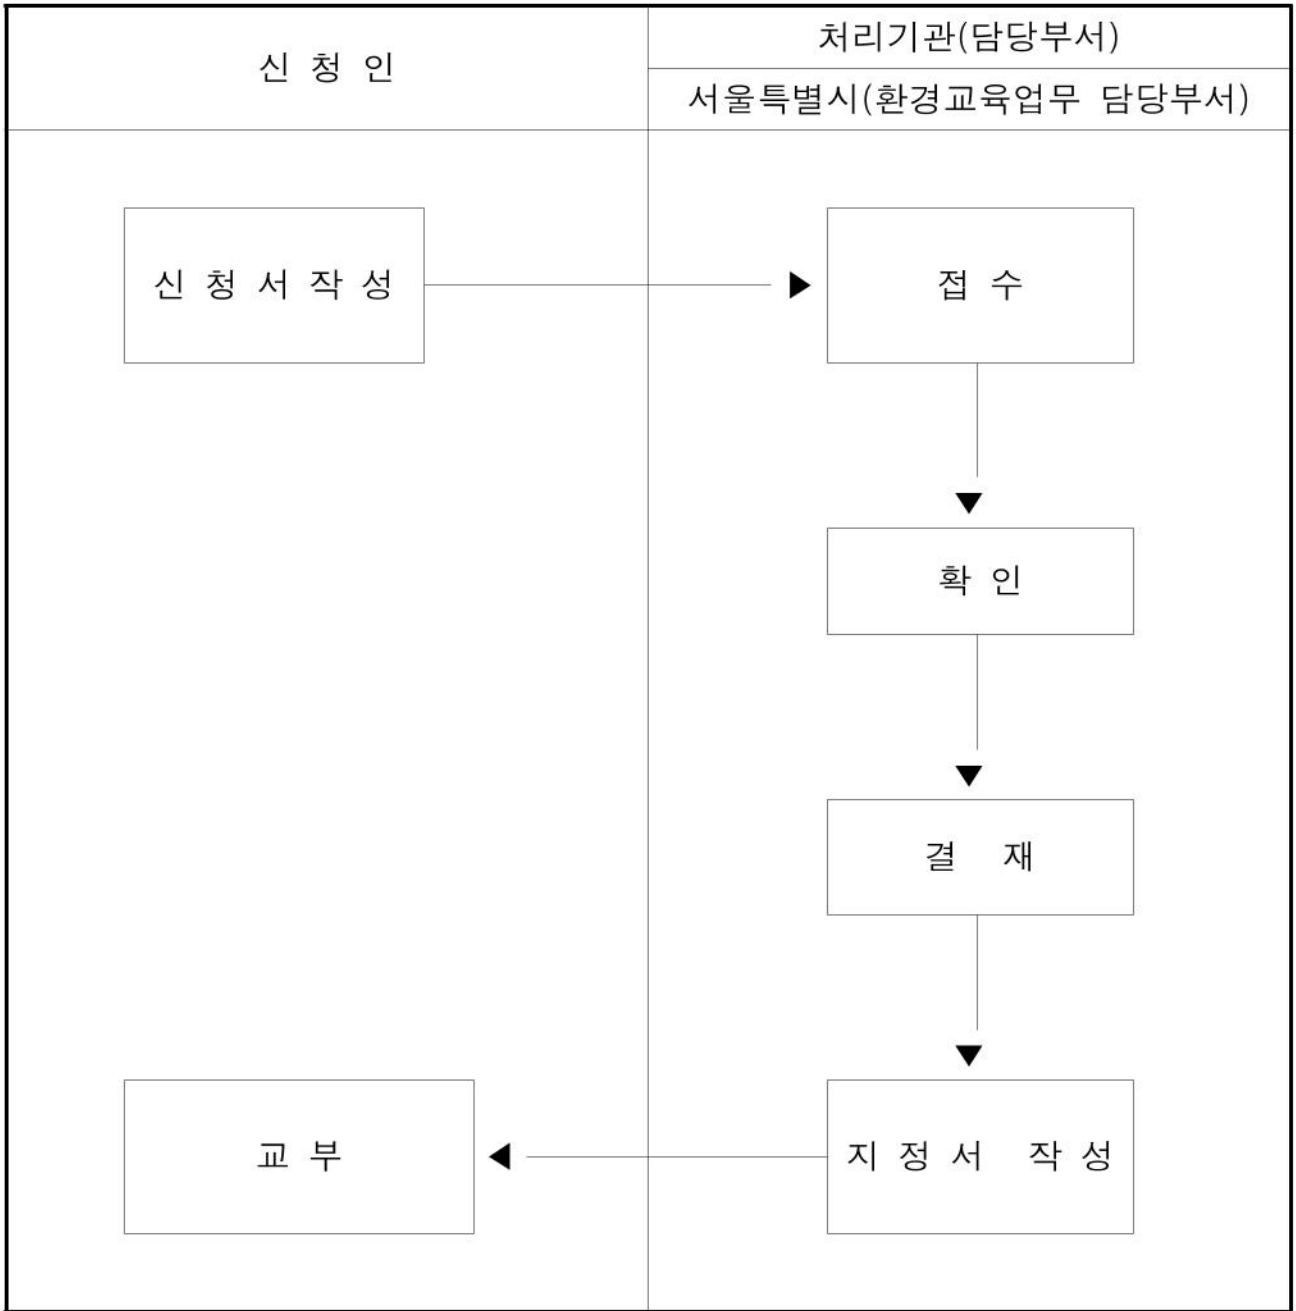 신 청 인
처리기관(담당부서)
서울특별시(환경교육업무 담당부서)
신 청 서 작 성
접 수
확 인
결 재
지 정 서 작 성
교 부